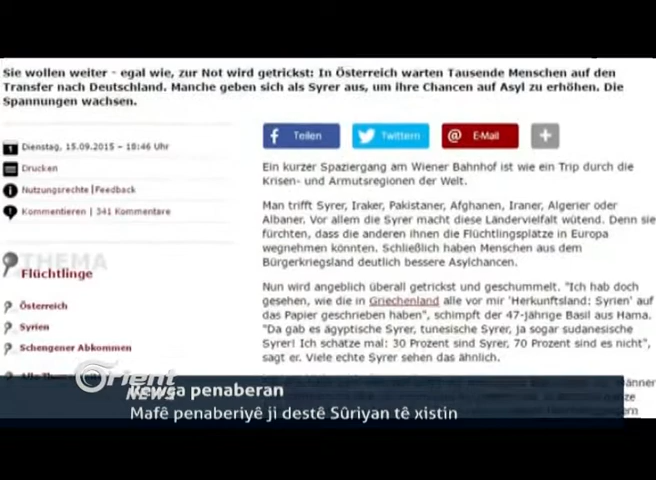 Sie wollen weiter - egal wie, zur Not wird getrickst: In Österreich warten Tausende Menschen auf den
Transfer nach Deutschland. Manche geben sich als Syrer aus, um ihre Chancen auf Asyl zu erhöhen. Die
Spannungen wachsen.
Dienstag, 15.09.2015 – 18:46 Uhr
Drucken
Nutzungsrechte | Feedback
Kommentieren | 341 Kommentare
THEMA
Flüchtlinge
Österreich
Syrien
Schengener Abkommen
Teilen
Twittern
E-Mail
Ein kurzer Spaziergang am Wiener Bahnhof ist wie ein Trip durch die
Krisen- und Armutsregionen der Welt.
Man trifft Syrer, Iraker, Pakistaner, Afghanen, Iraner, Algerier oder
Albaner. Vor allem die Syrer macht diese Ländervielfalt wütend. Denn sie
fürchten, dass die anderen ihnen die Flüchtlingsplätze in Europa
wegnehmen könnten. Schließlich haben Menschen aus dem
Bürgerkriegsland deutlich bessere Asylchancen.
Nun wird angeblich überall getrickst und geschummelt. "Ich hab doch
gesehen, wie die in Griechenland alle vor mir 'Herkunftsland: Syrien' auf
das Papier geschrieben haben", schimpft der 47-jährige Basil aus Hama.
"Da gab es ägyptische Syrer, tunesische Syrer, ja sogar sudanesische
Syrer! Ich schätze mal: 30 Prozent sind Syrer, 70 Prozent sind es nicht",
sagt er. Viele echte Syrer sehen das ähnlich.
Orient
NEWS
Rewşa penaberan
Mafê penaberiyê ji destê Sûriyan tê xistin